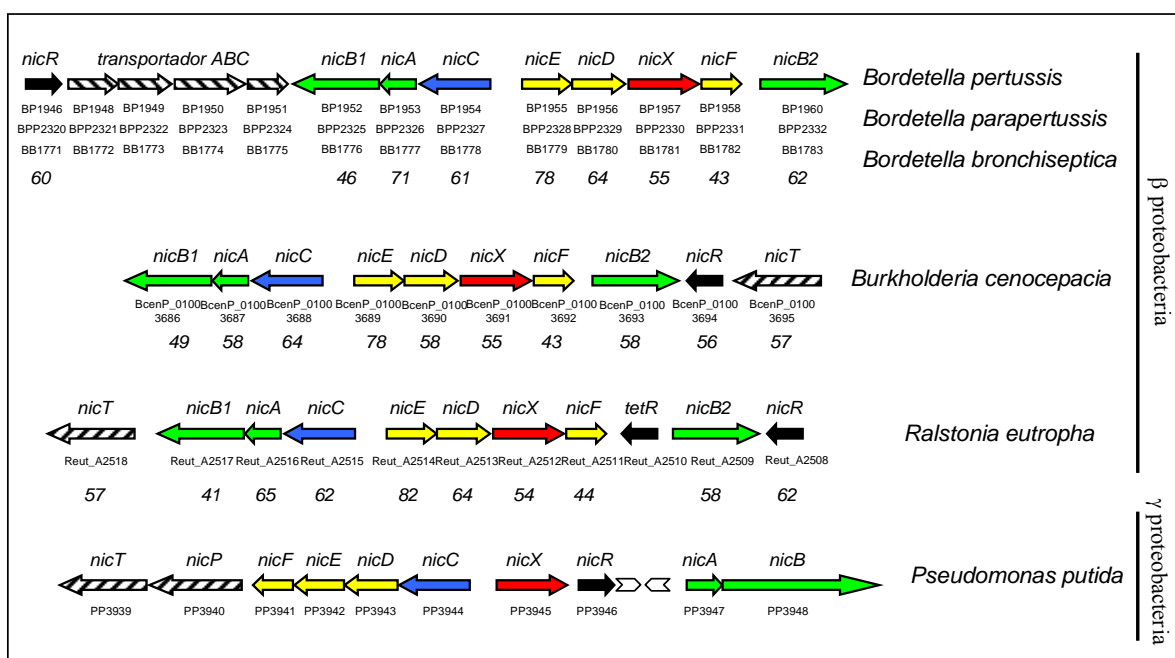 nicR transportador ABC nicB1 nicA nicC nicE nicD nicX nicF nicB2
Bordetella pertussis
BP1946 BP1948 BP1949 BP1950 BP1951 BP1952 BP1953 BP1954 BP1955 BP1956 BP1957 BP1958 BP1960
BPP2320 BPP2321 BPP2322 BPP2323 BPP2324 BPP2325 BPP2326 BPP2327 BPP2328 BPP2329 BPP2330 BPP2331 BPP2332
Bordetella parapertussis
BB1771 BB1772 BB1773 BB1774 BB1775 BB1776 BB1777 BB1778 BB1779 BB1780 BB1781 BB1782 BB1783
Bordetella bronchiseptica
60 46 71 61 78 64 55 43 62
nicB1 nicA nicC nicE nicD nicX nicF nicB2 nicR nicT
Burkholderia cenocepacia
BcenP_0100 BcenP_0100 BcenP_0100 BcenP_0100 BcenP_0100 BcenP_0100 BcenP_0100 BcenP_0100 BcenP_0100 BcenP_0100
3686 3687 3688 3689 3690 3691 3692 3693 3694 3695
49 58 64 78 58 55 43 58 56 57
nicT nicB1 nicA nicC nicE nicD nicX nicF tetR nicB2 nicR
Ralstonia eutropha
Reut_A2518 Reut_A2517 Reut_A2516 Reut_A2515 Reut_A2514 Reut_A2513 Reut_A2512 Reut_A2511 Reut_A2510 Reut_A2509 Reut_A2508
57 41 65 62 82 64 54 44 58 62
β proteobacteria
nicT nicP nicF nicE nicD nicC nicX nicR nicA nicB
Pseudomonas putida
PP3939 PP3940 PP3941 PP3942 PP3943 PP3944 PP3945 PP3946 PP3947 PP3948
γ proteobacteria